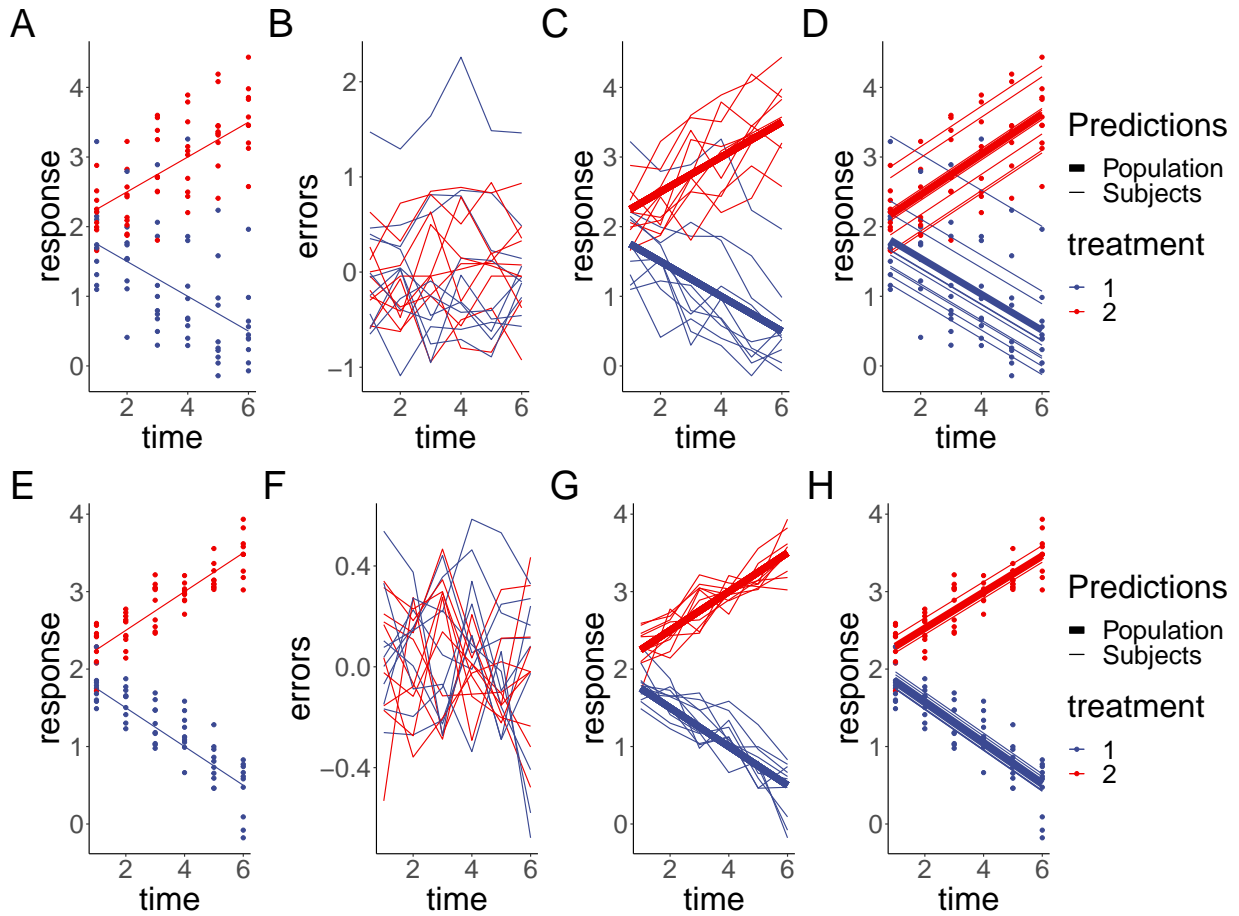 A
B
C
D
4
3
2
1
0
response
2 4 6
time
2
1
0
−1
errors
2 4 6
time
4
3
2
1
0
response
2 4 6
time
4
3
2
1
0
response
2 4 6
time
Predictions
Population
Subjects
treatment
1
2
E
F
G
H
4
3
2
1
0
response
2 4 6
time
0.4
0.0
−0.4
errors
2 4 6
time
4
3
2
1
0
response
2 4 6
time
4
3
2
1
0
response
2 4 6
time
Predictions
Population
Subjects
treatment
1
2